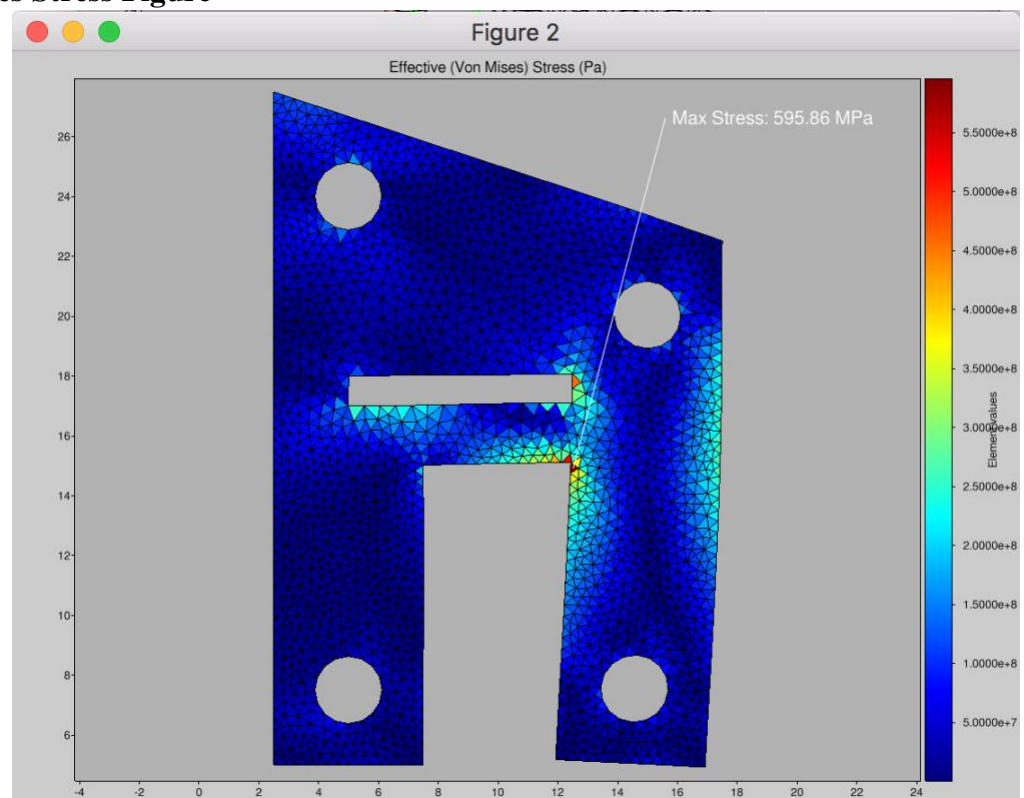 es Stress Figure
Figure 2
Effective (Von Mises) Stress (Pa)
Max Stress: 595.86 MPa
26
24
22
20
18
16
14
12
10
8
6
-4 -2 0 2 4 6 8 10 12 14 16 18 20 22 24
5.5000e+8
5.0000e+8
4.5000e+8
4.0000e+8
3.5000e+8
3.0000e+8
2.5000e+8
2.0000e+8
1.5000e+8
1.0000e+8
5.0000e+7
Element values